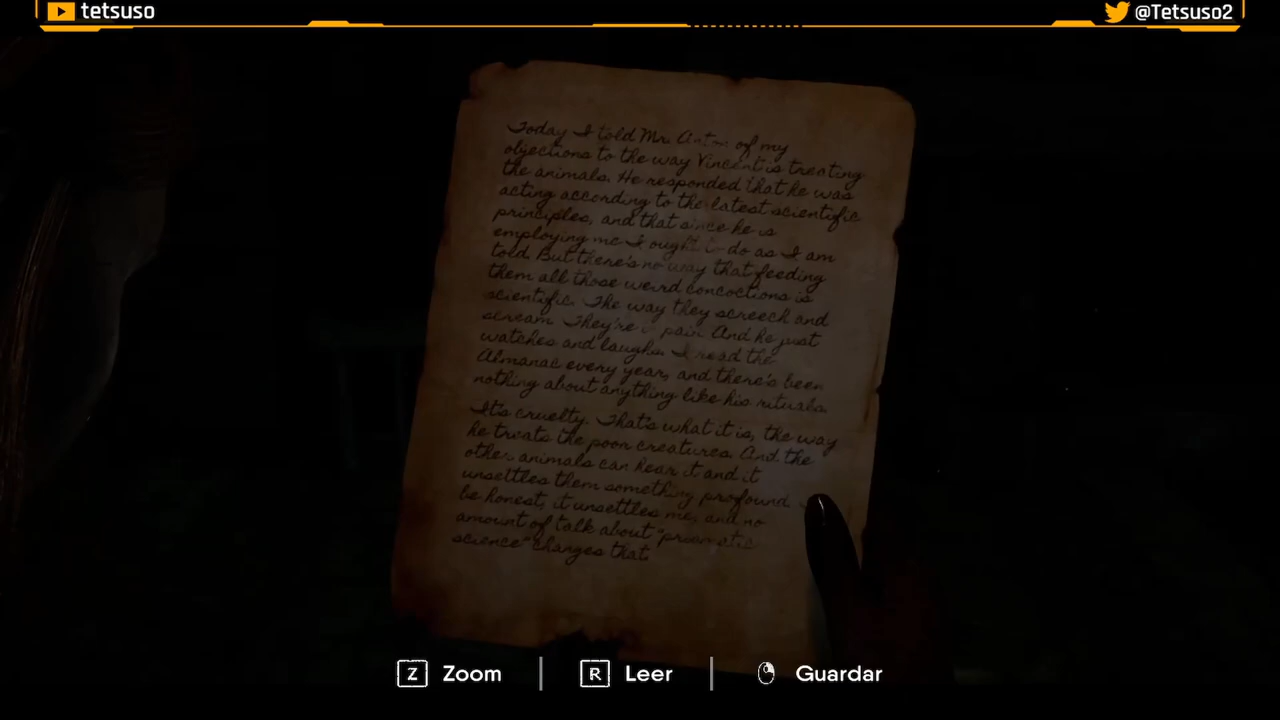 tetsuso
@Tetsuso2
Today I told Mr. Anton of my
objections to the way Vincent is treating
the animals. He responded that he was
acting according to the latest scientific
principles, and that since he is
employing me I ought to do as I am
told. But there's no way that feeding
them all those weird concoctions is
scientific. The way they screech and
scream. They're in pain. And he just
watches and laughs. I read the
Almanac every year, and there's been
nothing about anything like his rituals.
It's cruelty. That's what it is, the way
he treats the poor creatures. And the
other animals can hear it and it
unsettles them something profound.
be honest, it unsettles me, and no
amount of talk about "prismatic
science" changes that.
Z Zoom
R Leer
Guardar